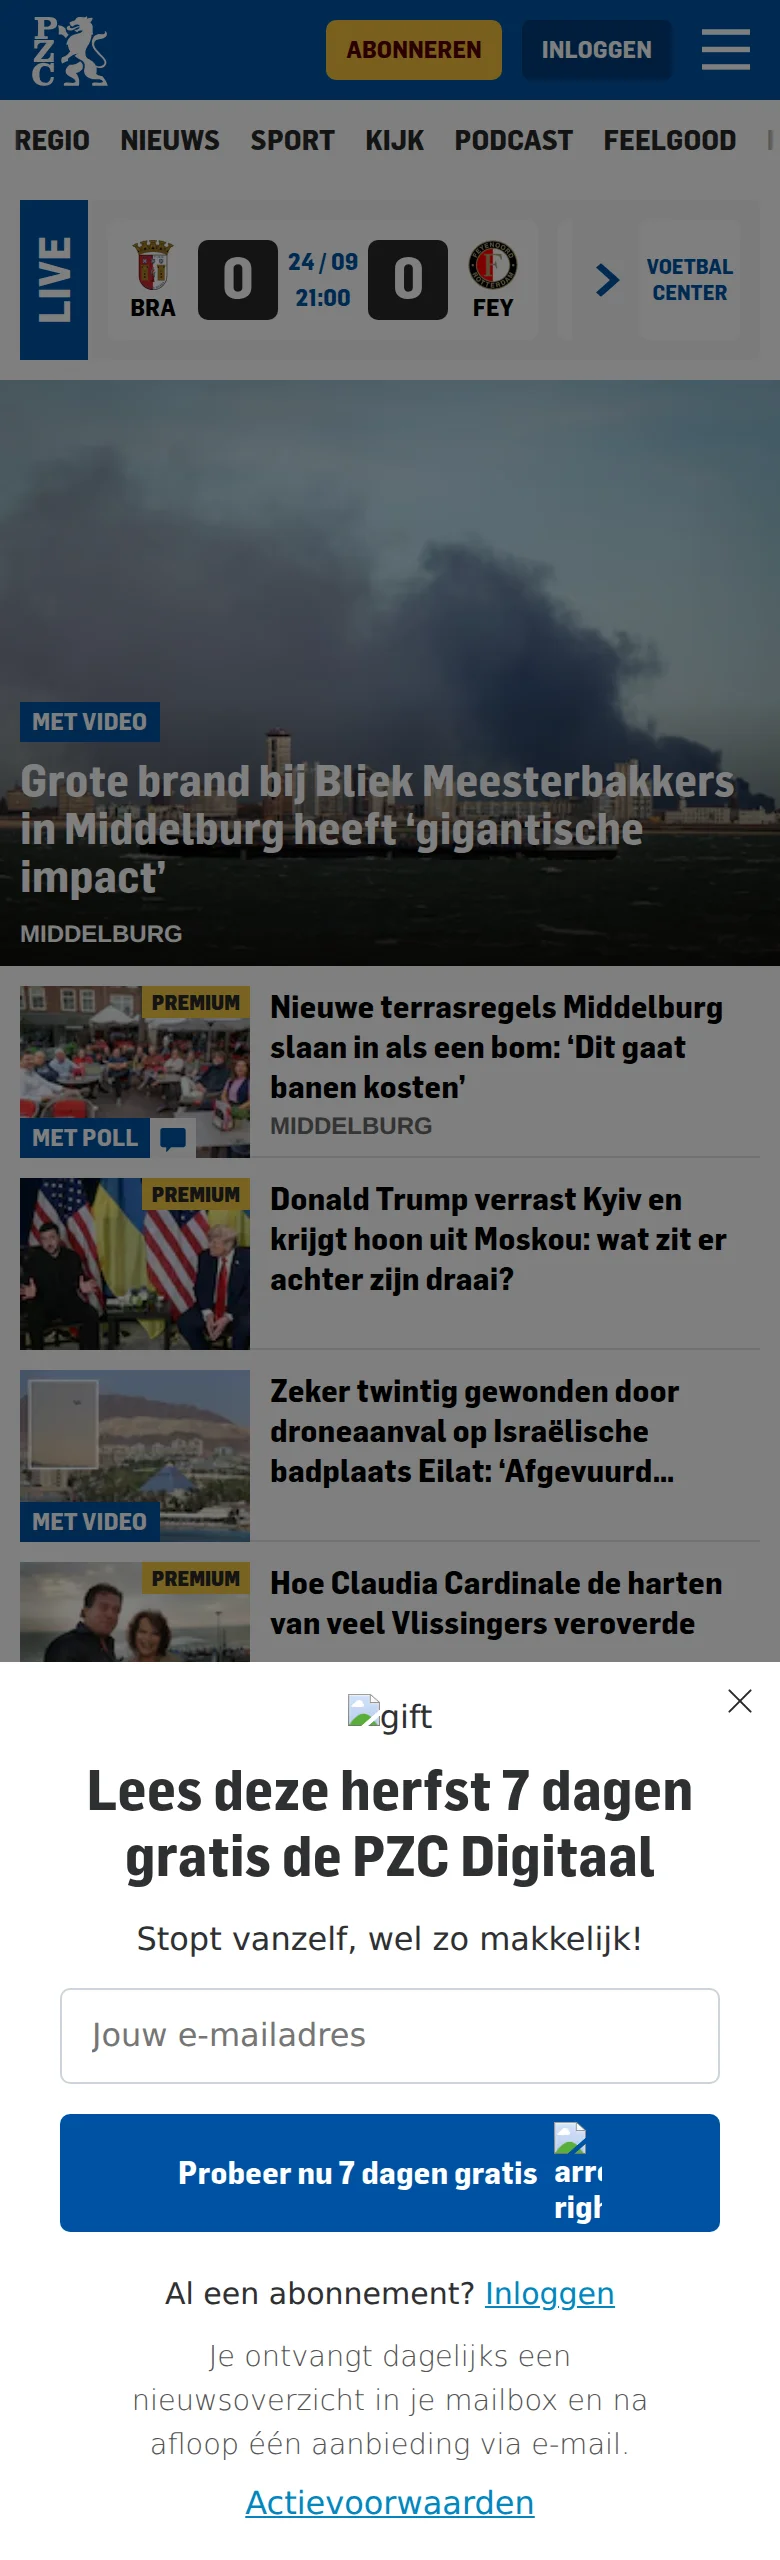 PZC
ABONNEREN
INLOGGEN
REGIO NIEUWS SPORT KIJK PODCAST FEELGOOD
LIVE
BRA
0
24 / 09
21:00
0
FEY
VOETBAL
CENTER
MET VIDEO
Grote brand bij Bliek Meesterbakkers
in Middelburg heeft ‘gigantische
impact’
MIDDELBURG
PREMIUM
MET POLL
Nieuwe terrasregels Middelburg
slaan in als een bom: ‘Dit gaat
banen kosten’
MIDDELBURG
PREMIUM
Donald Trump verrast Kyiv en
krijgt hoon uit Moskou: wat zit er
achter zijn draai?
MET VIDEO
Zeker twintig gewonden door
droneaanval op Israëlische
badplaats Eilat: ‘Afgevuurd...
PREMIUM
Hoe Claudia Cardinale de harten
van veel Vlissingers veroverde
gift
Lees deze herfst 7 dagen
gratis de PZC Digitaal
Stopt vanzelf, wel zo makkelijk!
Jouw e-mailadres
Probeer nu 7 dagen gratis
Al een abonnement? Inloggen
Je ontvangt dagelijks een
nieuwsoverzicht in je mailbox en na
afloop één aanbieding via e-mail.
Actievoorwaarden